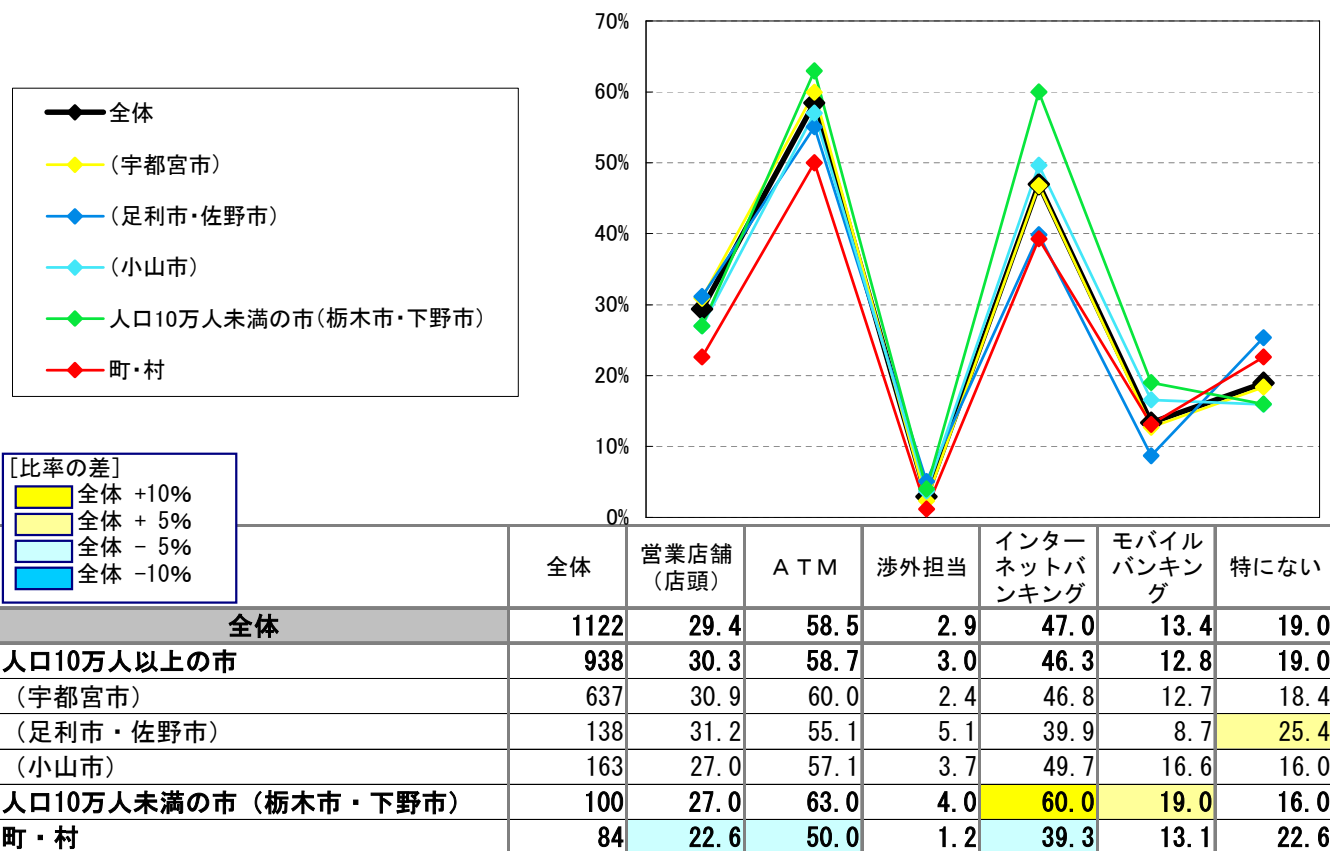 70%
60%
50%
40%
30%
20%
10%
0%
全体
（宇都宮市）
（足利市・佐野市）
（小山市）
人口10万人未満の市（栃木市・下野市）
町・村
[比率の差]
全体 +10%
全体 + 5%
全体 - 5%
全体 -10%
全体 営業店舗（店頭） ＡＴＭ 渉外担当 インターネットバンキング モバイルバンキング 特にない
全体 1122 29.4 58.5 2.9 47.0 13.4 19.0
人口10万人以上の市 938 30.3 58.7 3.0 46.3 12.8 19.0
（宇都宮市） 637 30.9 60.0 2.4 46.8 12.7 18.4
（足利市・佐野市） 138 31.2 55.1 5.1 39.9 8.7 25.4
（小山市） 163 27.0 57.1 3.7 49.7 16.6 16.0
人口10万人未満の市（栃木市・下野市） 100 27.0 63.0 4.0 60.0 19.0 16.0
町・村 84 22.6 50.0 1.2 39.3 13.1 22.6